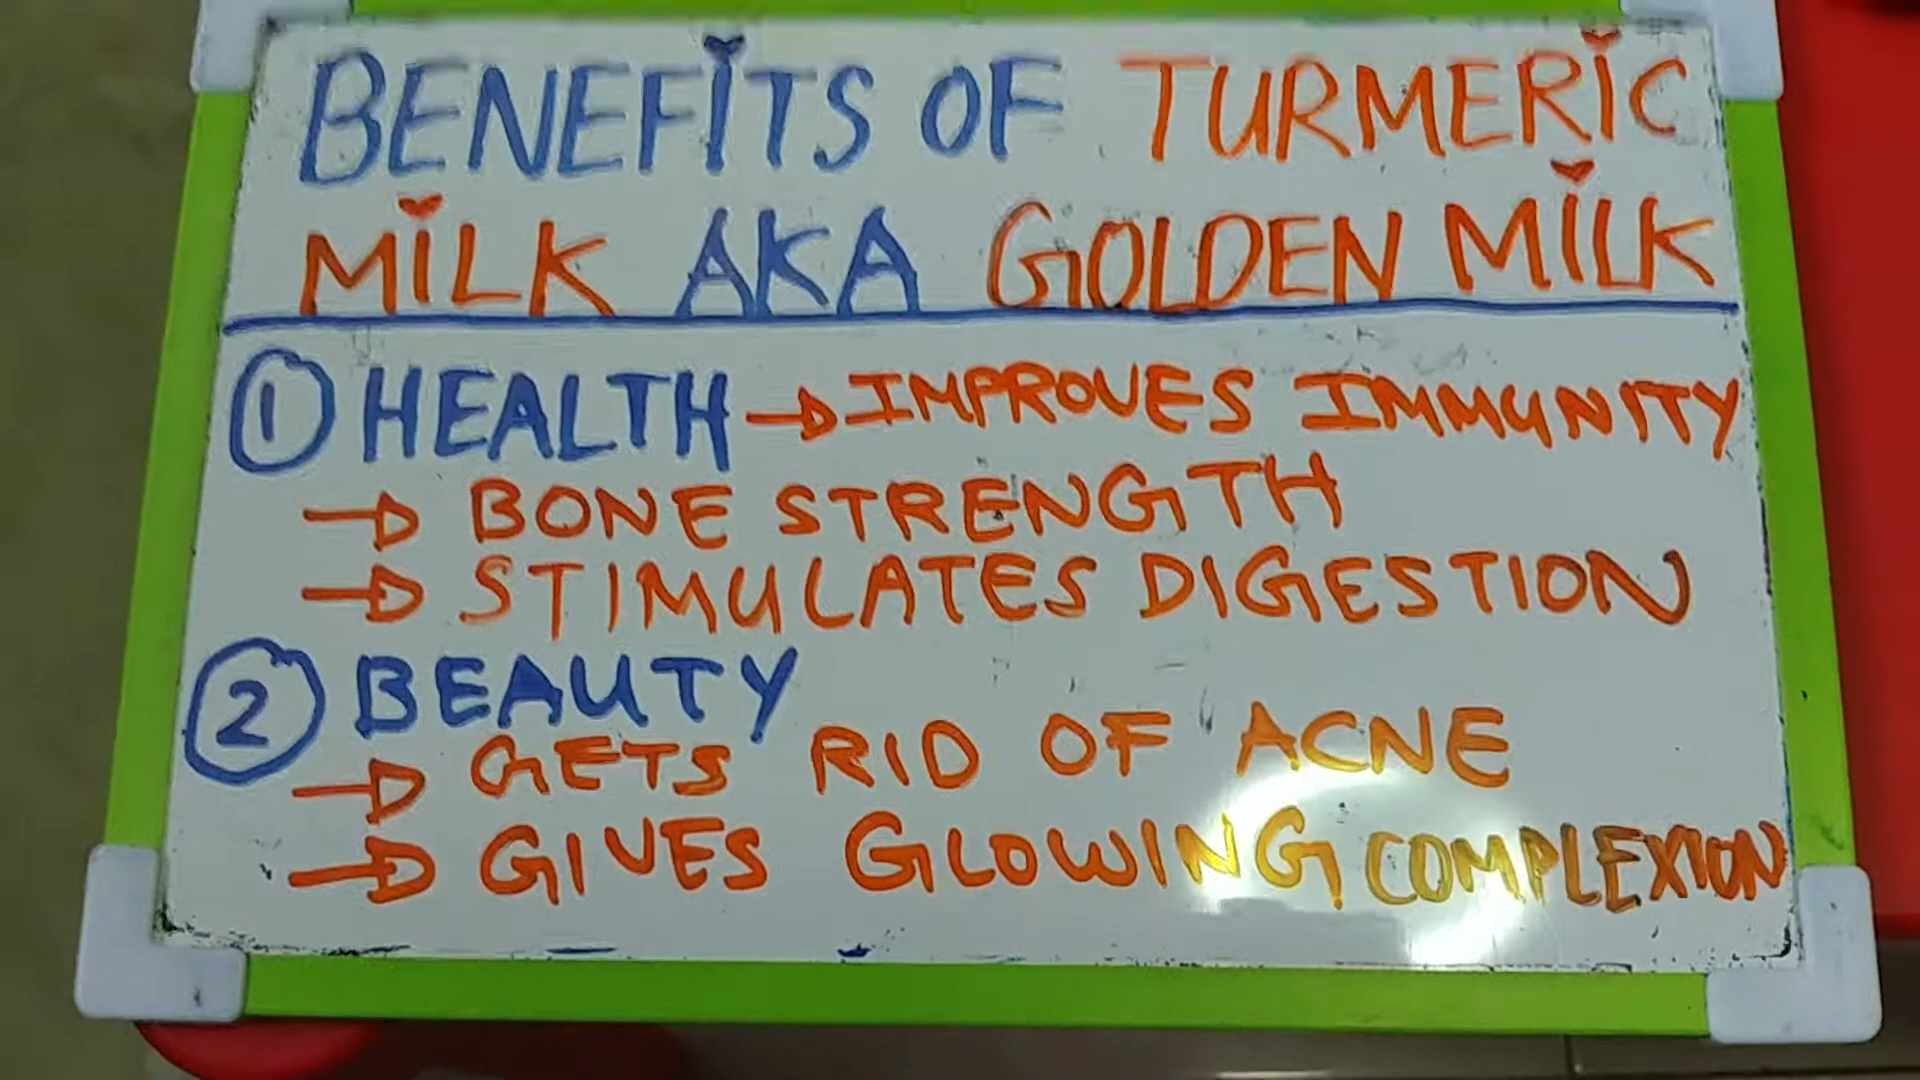 BENEFITS OF TURMERIC
MILK AKA GOLDEN MILK
1 HEALTH → IMPROVES IMMUNITY
→ BONE STRENGTH
→ STIMULATES DIGESTION
2 BEAUTY
→ GETS RID OF ACNE
→ GIVES GLOWING COMPLEXION